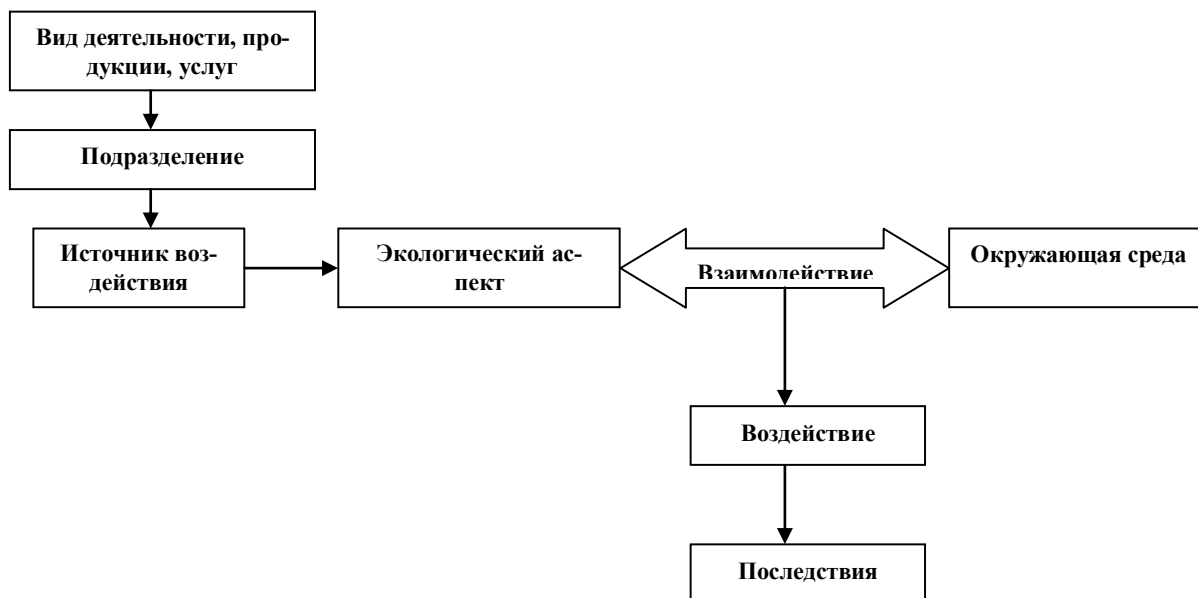 Вид деятельности, про-
дукции, услуг
Подразделение
Источник воз-
действия
Экологический ас-
пект
Взаимодействие
Окружающая среда
Воздействие
Последствия